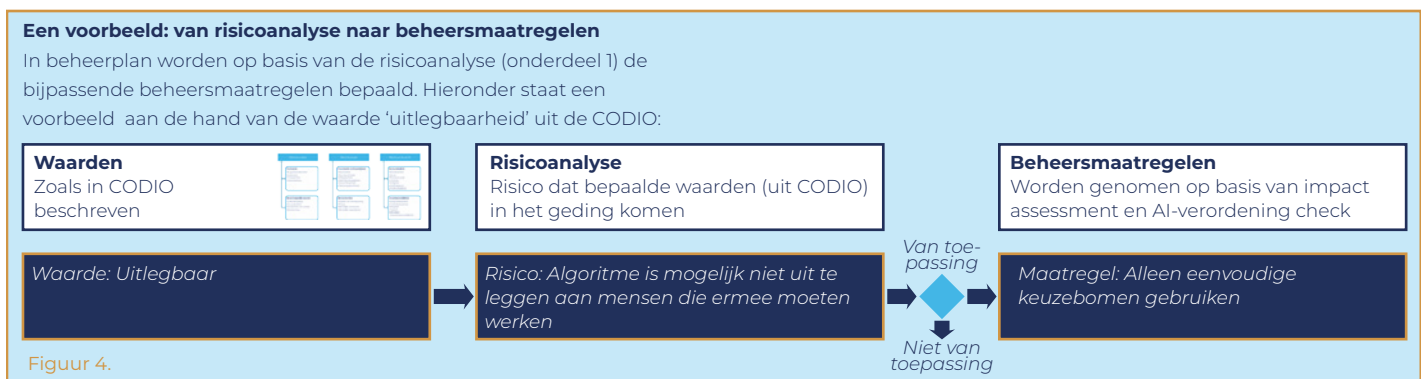 Een voorbeeld: van risicoanalyse naar beheersmaatregelen
In beheerplan worden op basis van de risicoanalyse (onderdeel 1) de
bijpassende beheersmaatregelen bepaald. Hieronder staat een
voorbeeld aan de hand van de waarde ‘uitlegbaarheid’ uit de CODIO:
Waarden
Zoals in CODIO
beschreven
Risicoanalyse
Risico dat bepaalde waarden (uit CODIO)
in het geding komen
Beheersmaatregelen
Worden genomen op basis van impact
assessment en AI-verordening check
Waarde: Uitlegbaar
Risico: Algoritme is mogelijk niet uit te
leggen aan mensen die ermee moeten
werken
Van toe-
passing
Niet van
toepassing
Maatregel: Alleen eenvoudige
keuzebomen gebruiken
Figuur 4.